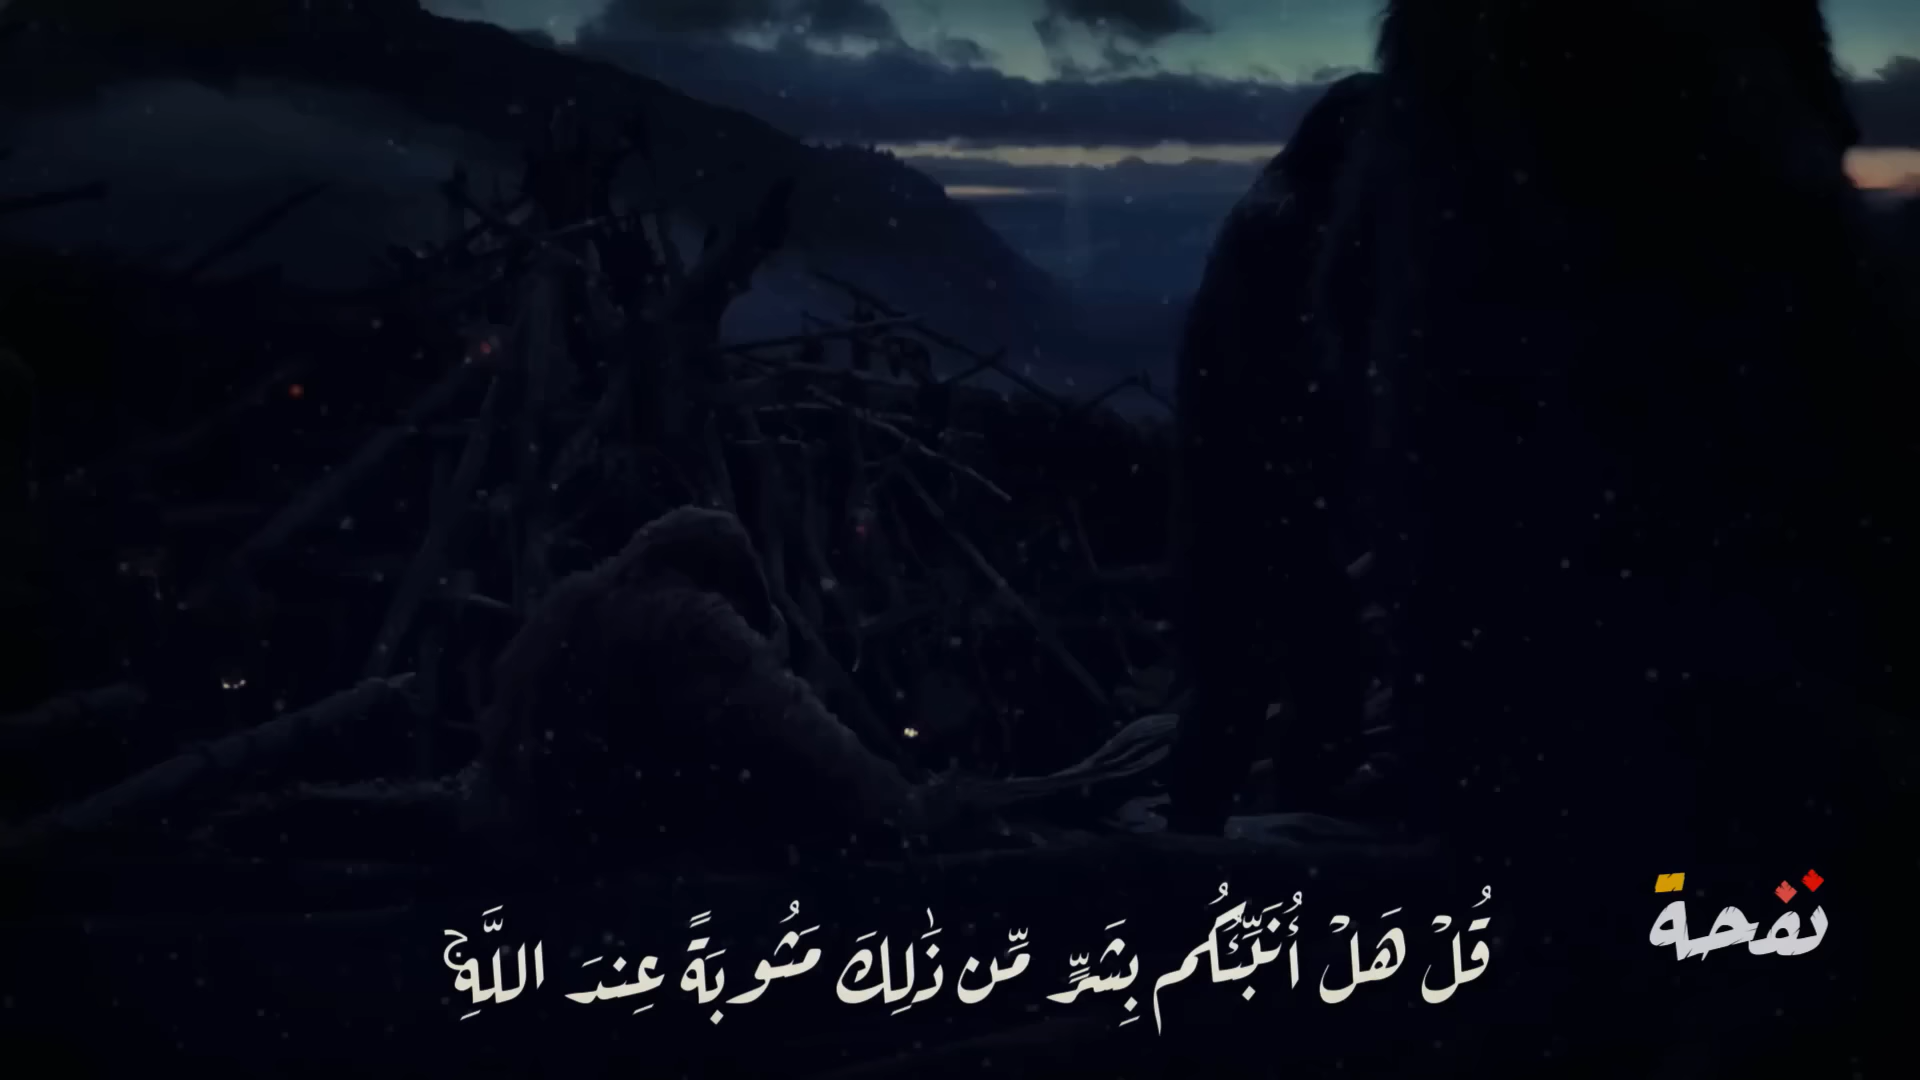 قُلْ هَلْ أُنَبِّئُكُم بِشَرٍّ مِّن ذَٰلِكَ مَثُوبَةً عِندَ اللَّهِ ۚ
نفحة